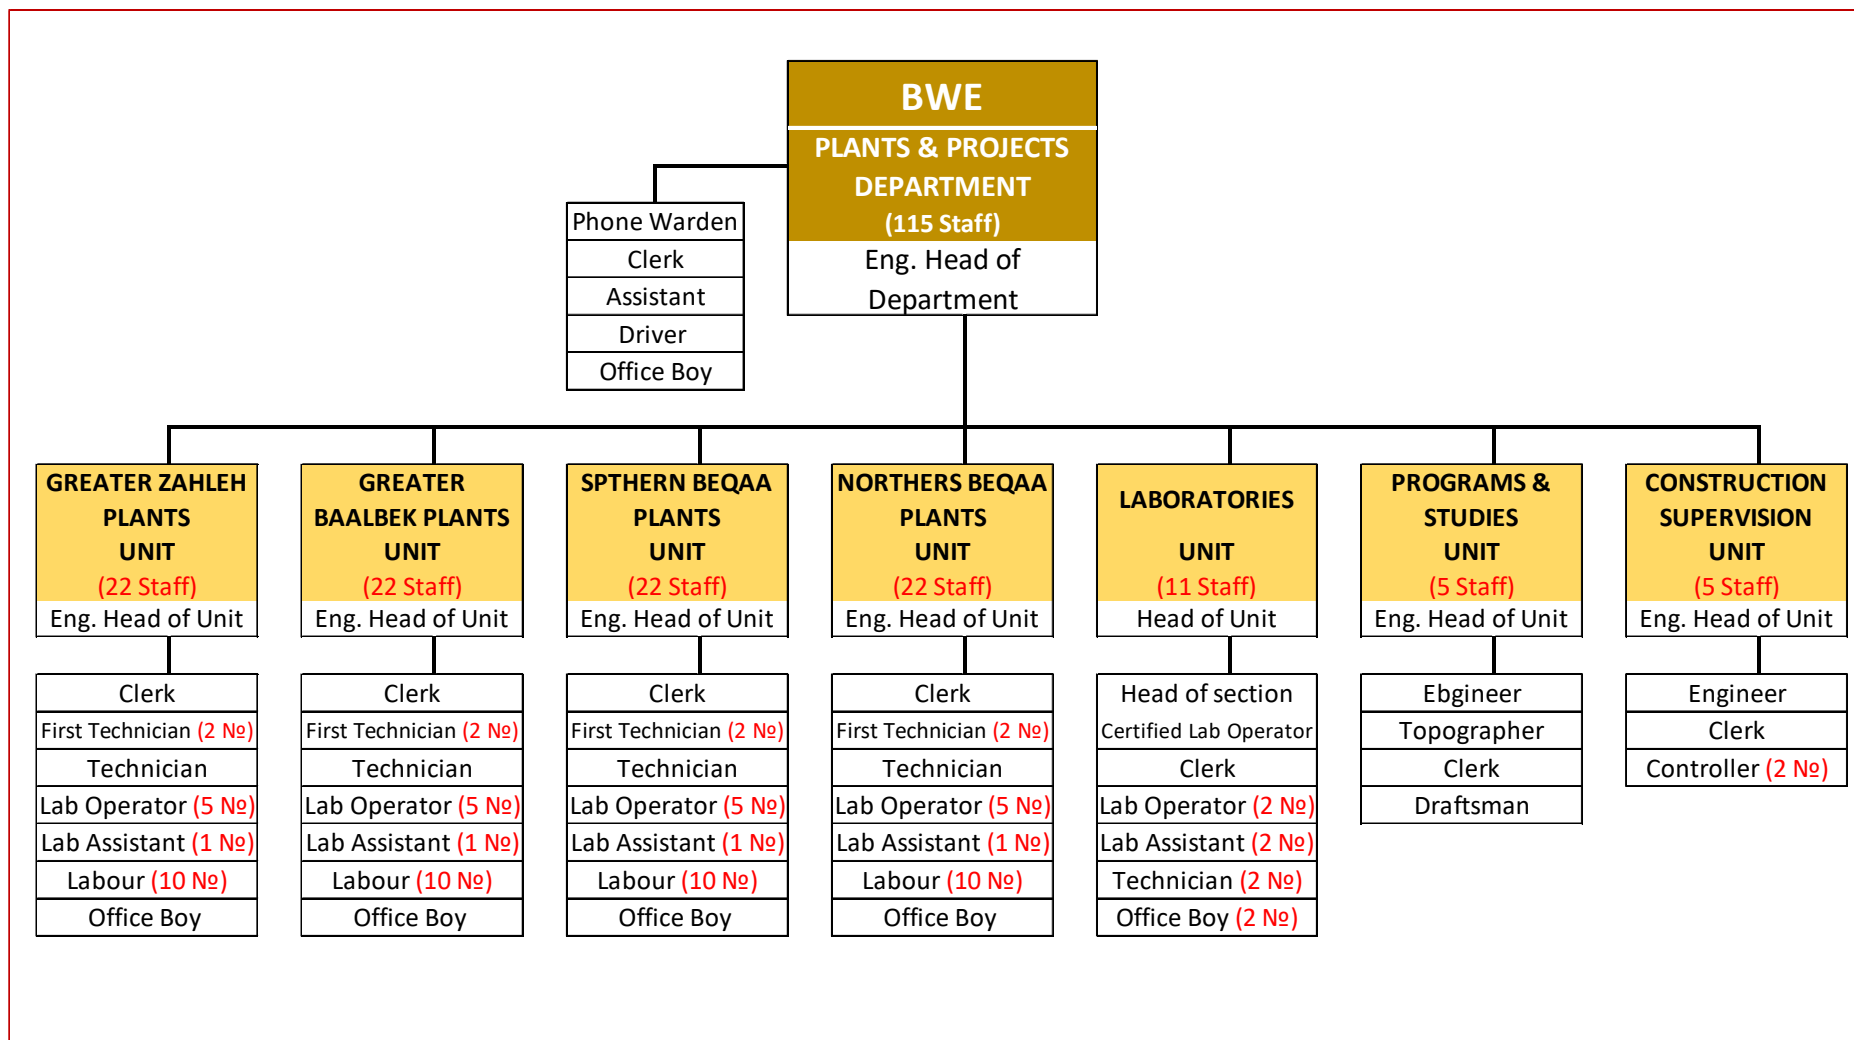 BWE
PLANTS & PROJECTS
DEPARTMENT
(115 Staff)
Eng. Head of
Department
Phone Warden
Clerk
Assistant
Driver
Office Boy
GREATER ZAHLEH
PLANTS
UNIT
(22 Staff)
Eng. Head of Unit
Clerk
First Technician (2 №)
Technician
Lab Operator (5 №)
Lab Assistant (1 №)
Labour (10 №)
Office Boy
GREATER
BAALBEK PLANTS
UNIT
(22 Staff)
Eng. Head of Unit
Clerk
First Technician (2 №)
Technician
Lab Operator (5 №)
Lab Assistant (1 №)
Labour (10 №)
Office Boy
SPTHERN BEQAA
PLANTS
UNIT
(22 Staff)
Eng. Head of Unit
Clerk
First Technician (2 №)
Technician
Lab Operator (5 №)
Lab Assistant (1 №)
Labour (10 №)
Office Boy
NORTHERS BEQAA
PLANTS
UNIT
(22 Staff)
Eng. Head of Unit
Clerk
First Technician (2 №)
Technician
Lab Operator (5 №)
Lab Assistant (1 №)
Labour (10 №)
Office Boy
LABORATORIES
UNIT
(11 Staff)
Head of Unit
Head of section
Certified Lab Operator
Clerk
Lab Operator (2 №)
Lab Assistant (2 №)
Technician (2 №)
Office Boy (2 №)
PROGRAMS &
STUDIES
UNIT
(5 Staff)
Eng. Head of Unit
Ebgineer
Topographer
Clerk
Draftsman
CONSTRUCTION
SUPERVISION
UNIT
(5 Staff)
Eng. Head of Unit
Engineer
Clerk
Controller (2 №)